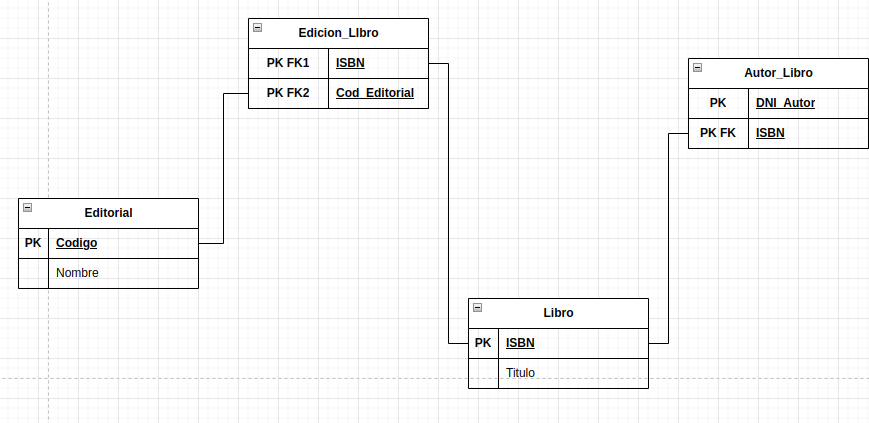 Edicion_LIbro
PK FK1 ISBN
PK FK2 Cod_Editorial
Autor_Libro
PK DNI_Autor
PK FK ISBN
Editorial
PK Codigo
Nombre
Libro
PK ISBN
Titulo